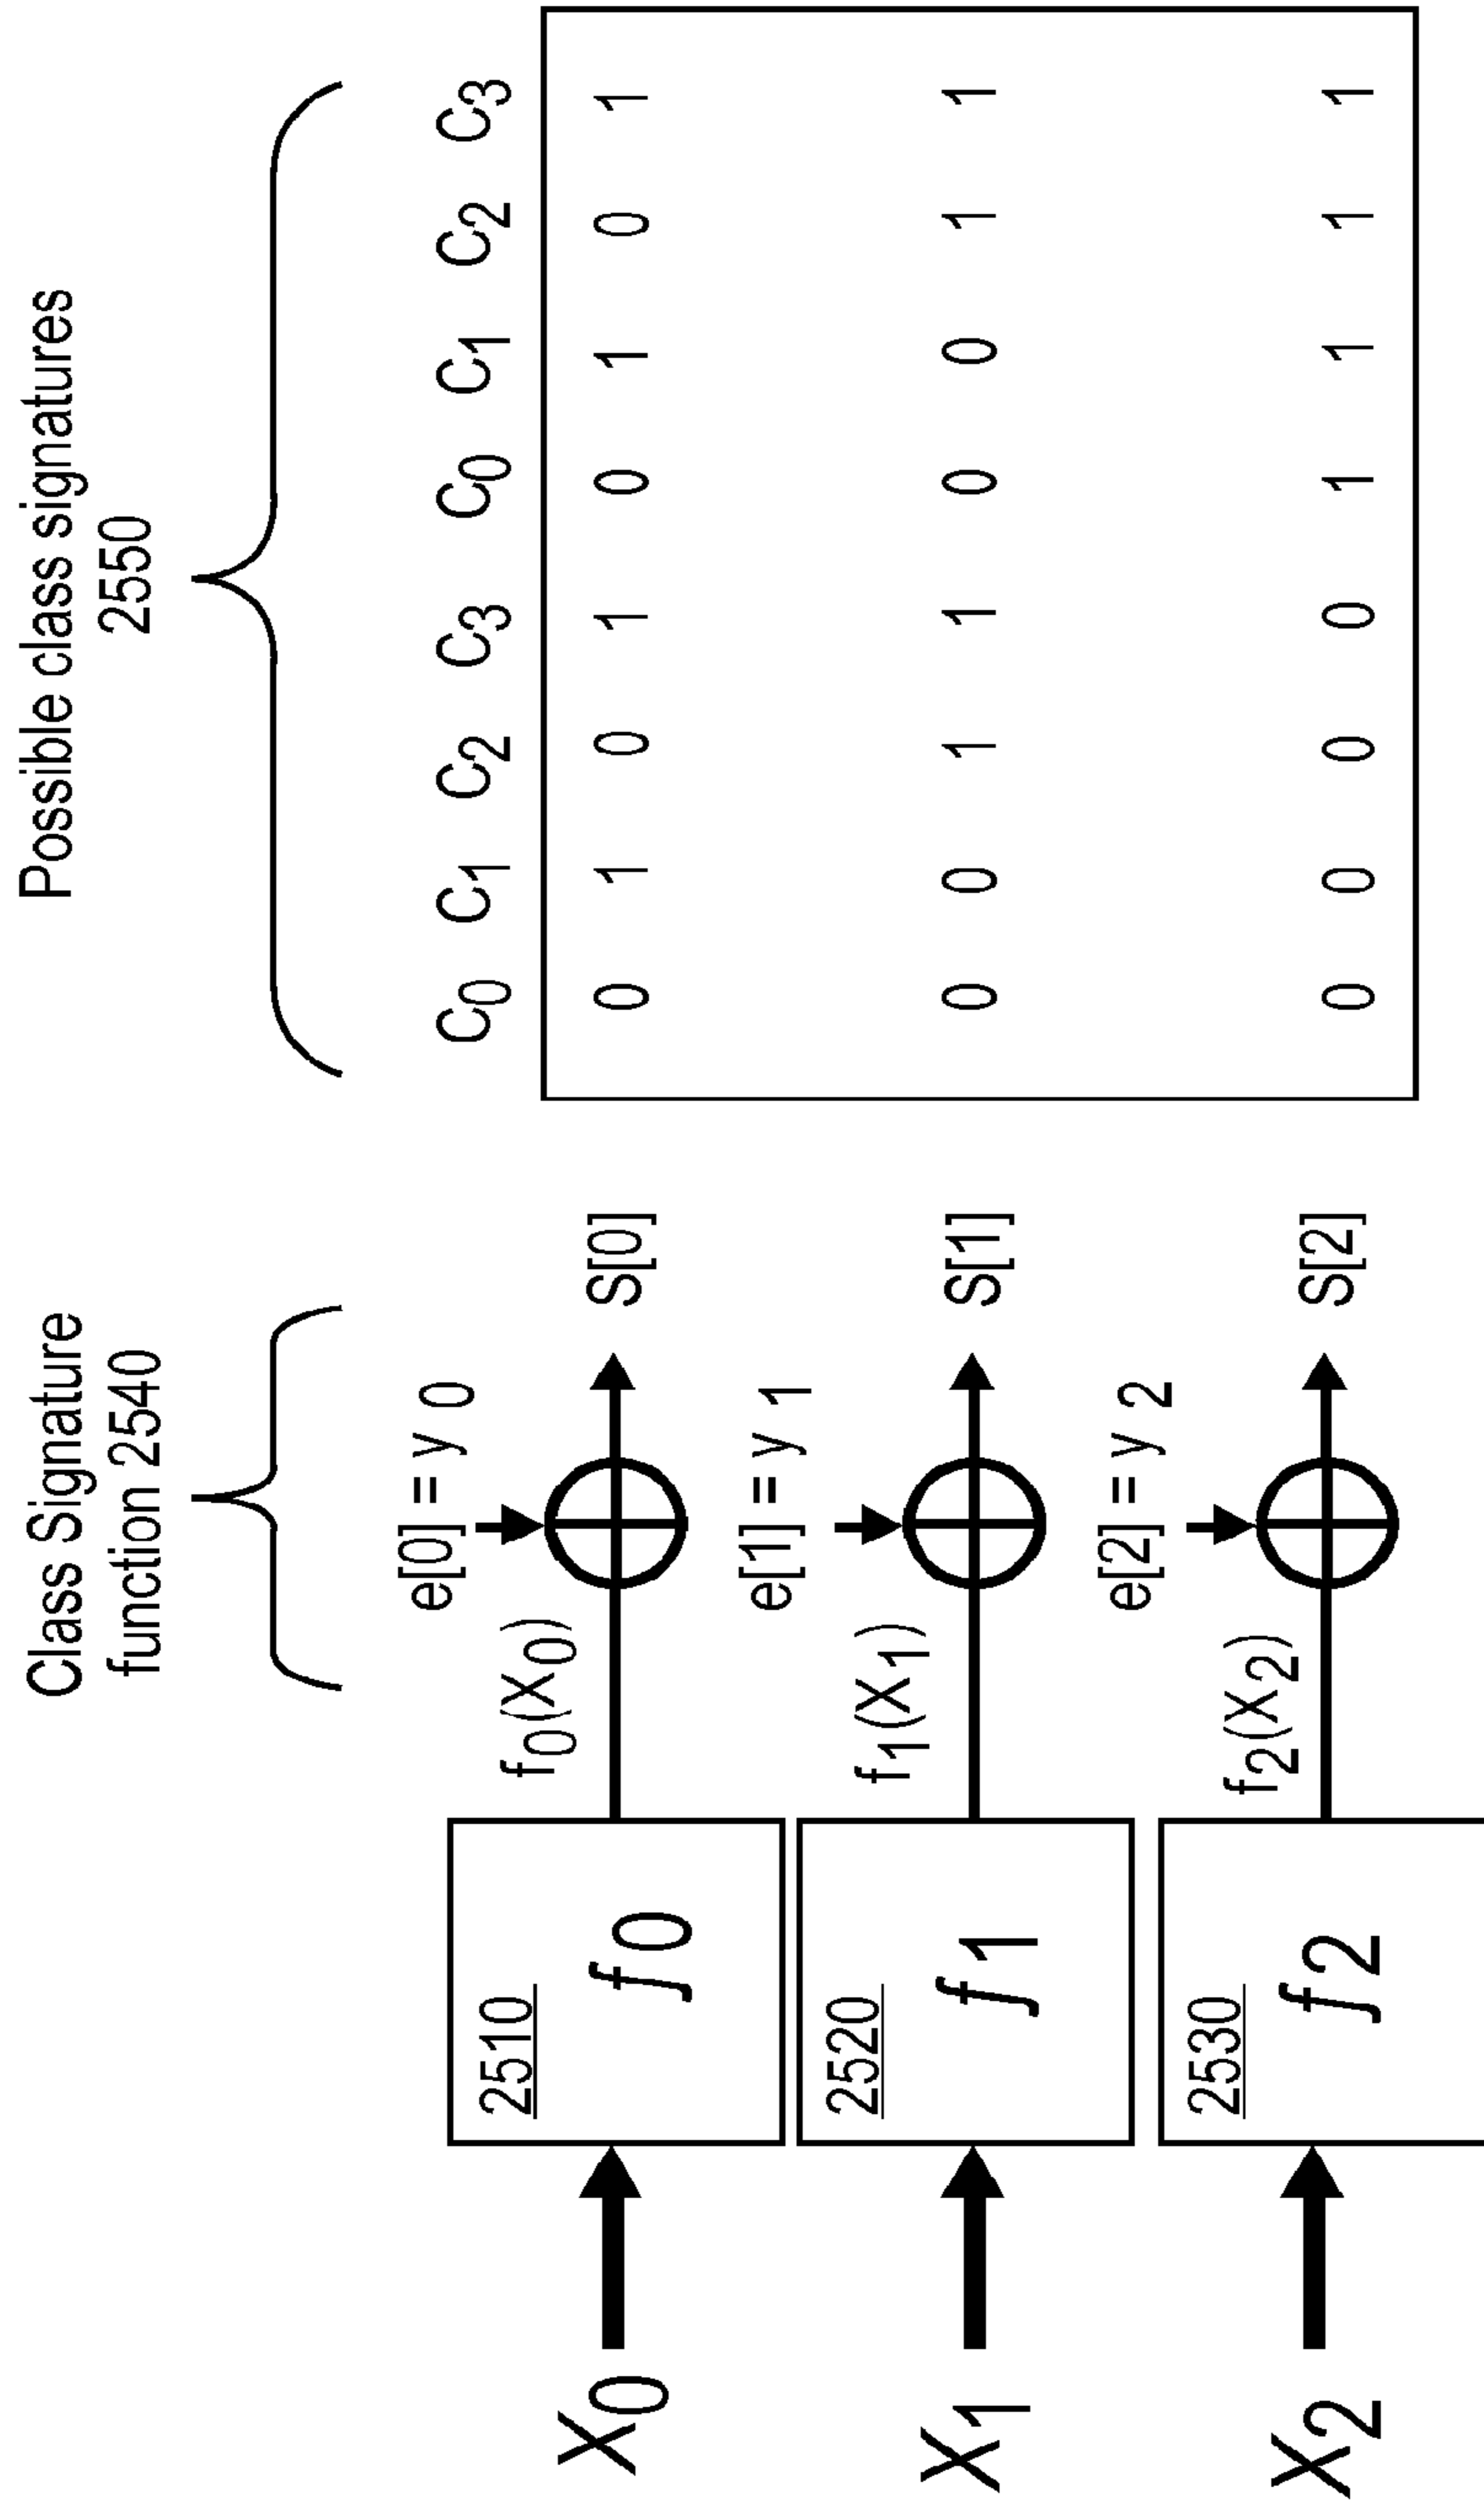 Class Signature
function 2540
Possible class signatures
2550
C0 C1 C2 C3 C0 C1 C2 C3
X0
2510
f0
f0(X0)
e[0] = y 0
S[0]
0 1 0 1 0 1 0 1
X1
2520
f1
f1(X1)
e[1] = y 1
S[1]
0 0 1 1 0 0 1 1
X2
2530
f2
f2(X2)
e[2] = y 2
S[2]
0 0 0 0 1 1 1 1